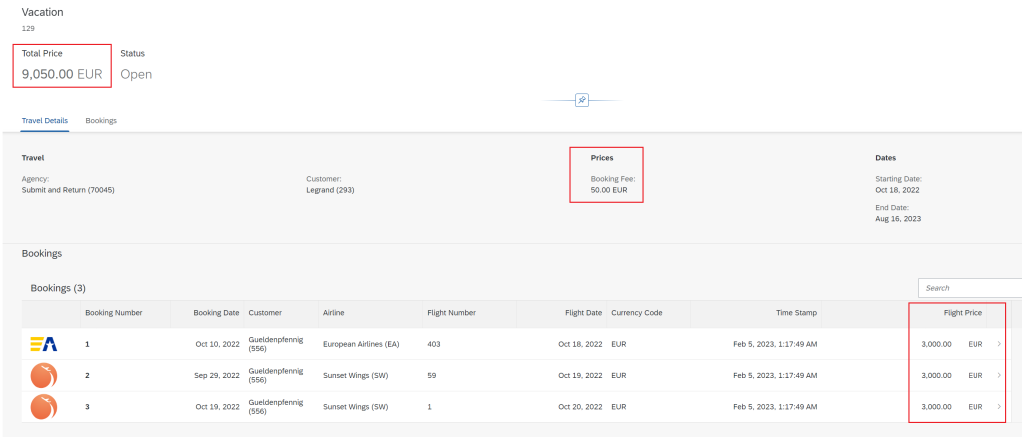 Vacation
129
Total Price Status
9,050.00 EUR Open
Travel Details Bookings
Travel Prices Dates
Agency: Customer: Booking Fee: Starting Date:
Submit and Return (70045) Legrand (293) 50.00 EUR Oct 18, 2022
End Date:
Aug 16, 2023
Bookings
Bookings (3) Search
Booking Number Booking Date Customer Airline Flight Number Flight Date Currency Code Time Stamp Flight Price
EA 1 Oct 10, 2022 Gueldenpfennig (556) European Airlines (EA) 403 Oct 18, 2022 EUR Feb 5, 2023, 1:17:49 AM 3,000.00 EUR
2 Sep 29, 2022 Gueldenpfennig (556) Sunset Wings (SW) 59 Oct 19, 2022 EUR Feb 5, 2023, 1:17:49 AM 3,000.00 EUR
3 Oct 19, 2022 Gueldenpfennig (556) Sunset Wings (SW) 1 Oct 20, 2022 EUR Feb 5, 2023, 1:17:49 AM 3,000.00 EUR